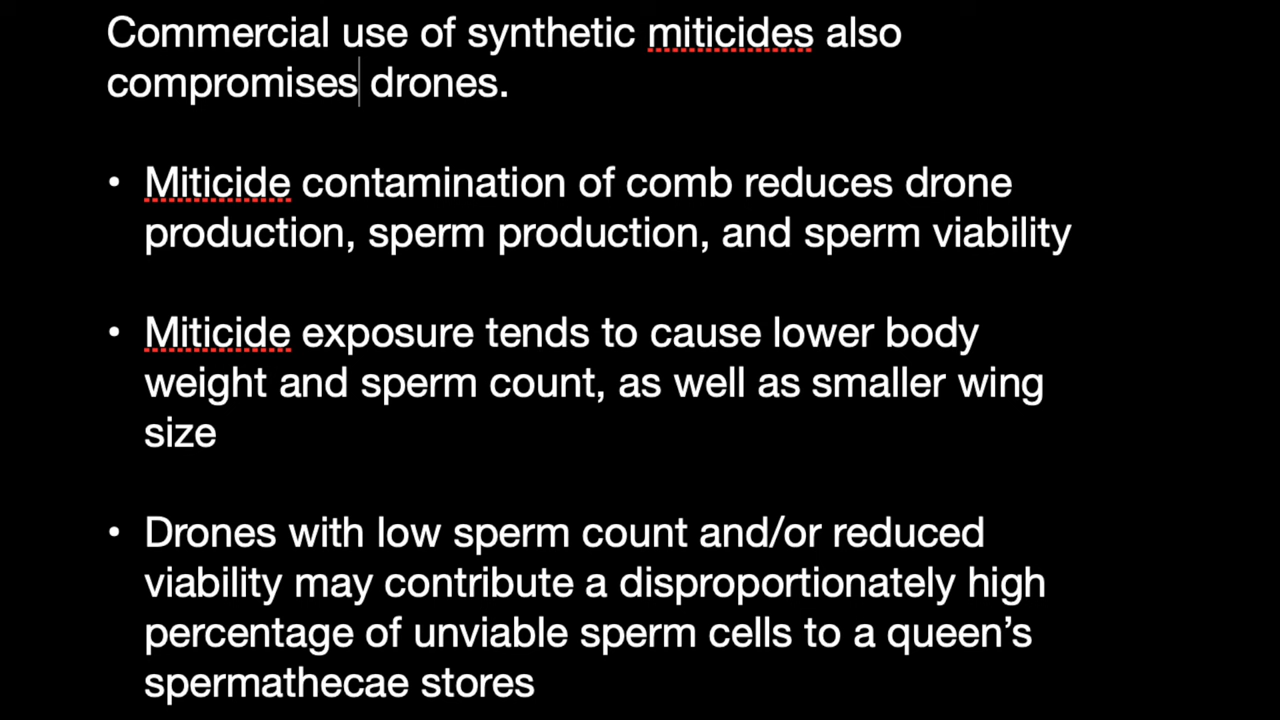 Commercial use of synthetic miticides also
compromises drones.
• Miticide contamination of comb reduces drone
production, sperm production, and sperm viability
• Miticide exposure tends to cause lower body
weight and sperm count, as well as smaller wing
size
• Drones with low sperm count and/or reduced
viability may contribute a disproportionately high
percentage of unviable sperm cells to a queen’s
spermathecae stores